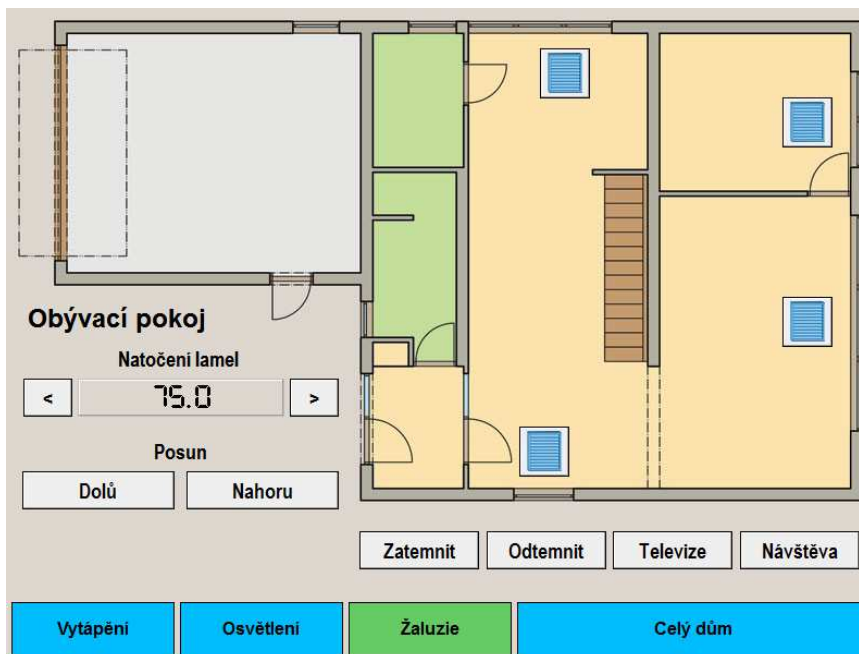 Obývací pokoj
Natočení lamel
< 75.0 >
Posun
Dolů Nahoru
Zatemnit Odtemnit Televize Návštěva
Vytápění Osvětlení Žaluzie Celý dům